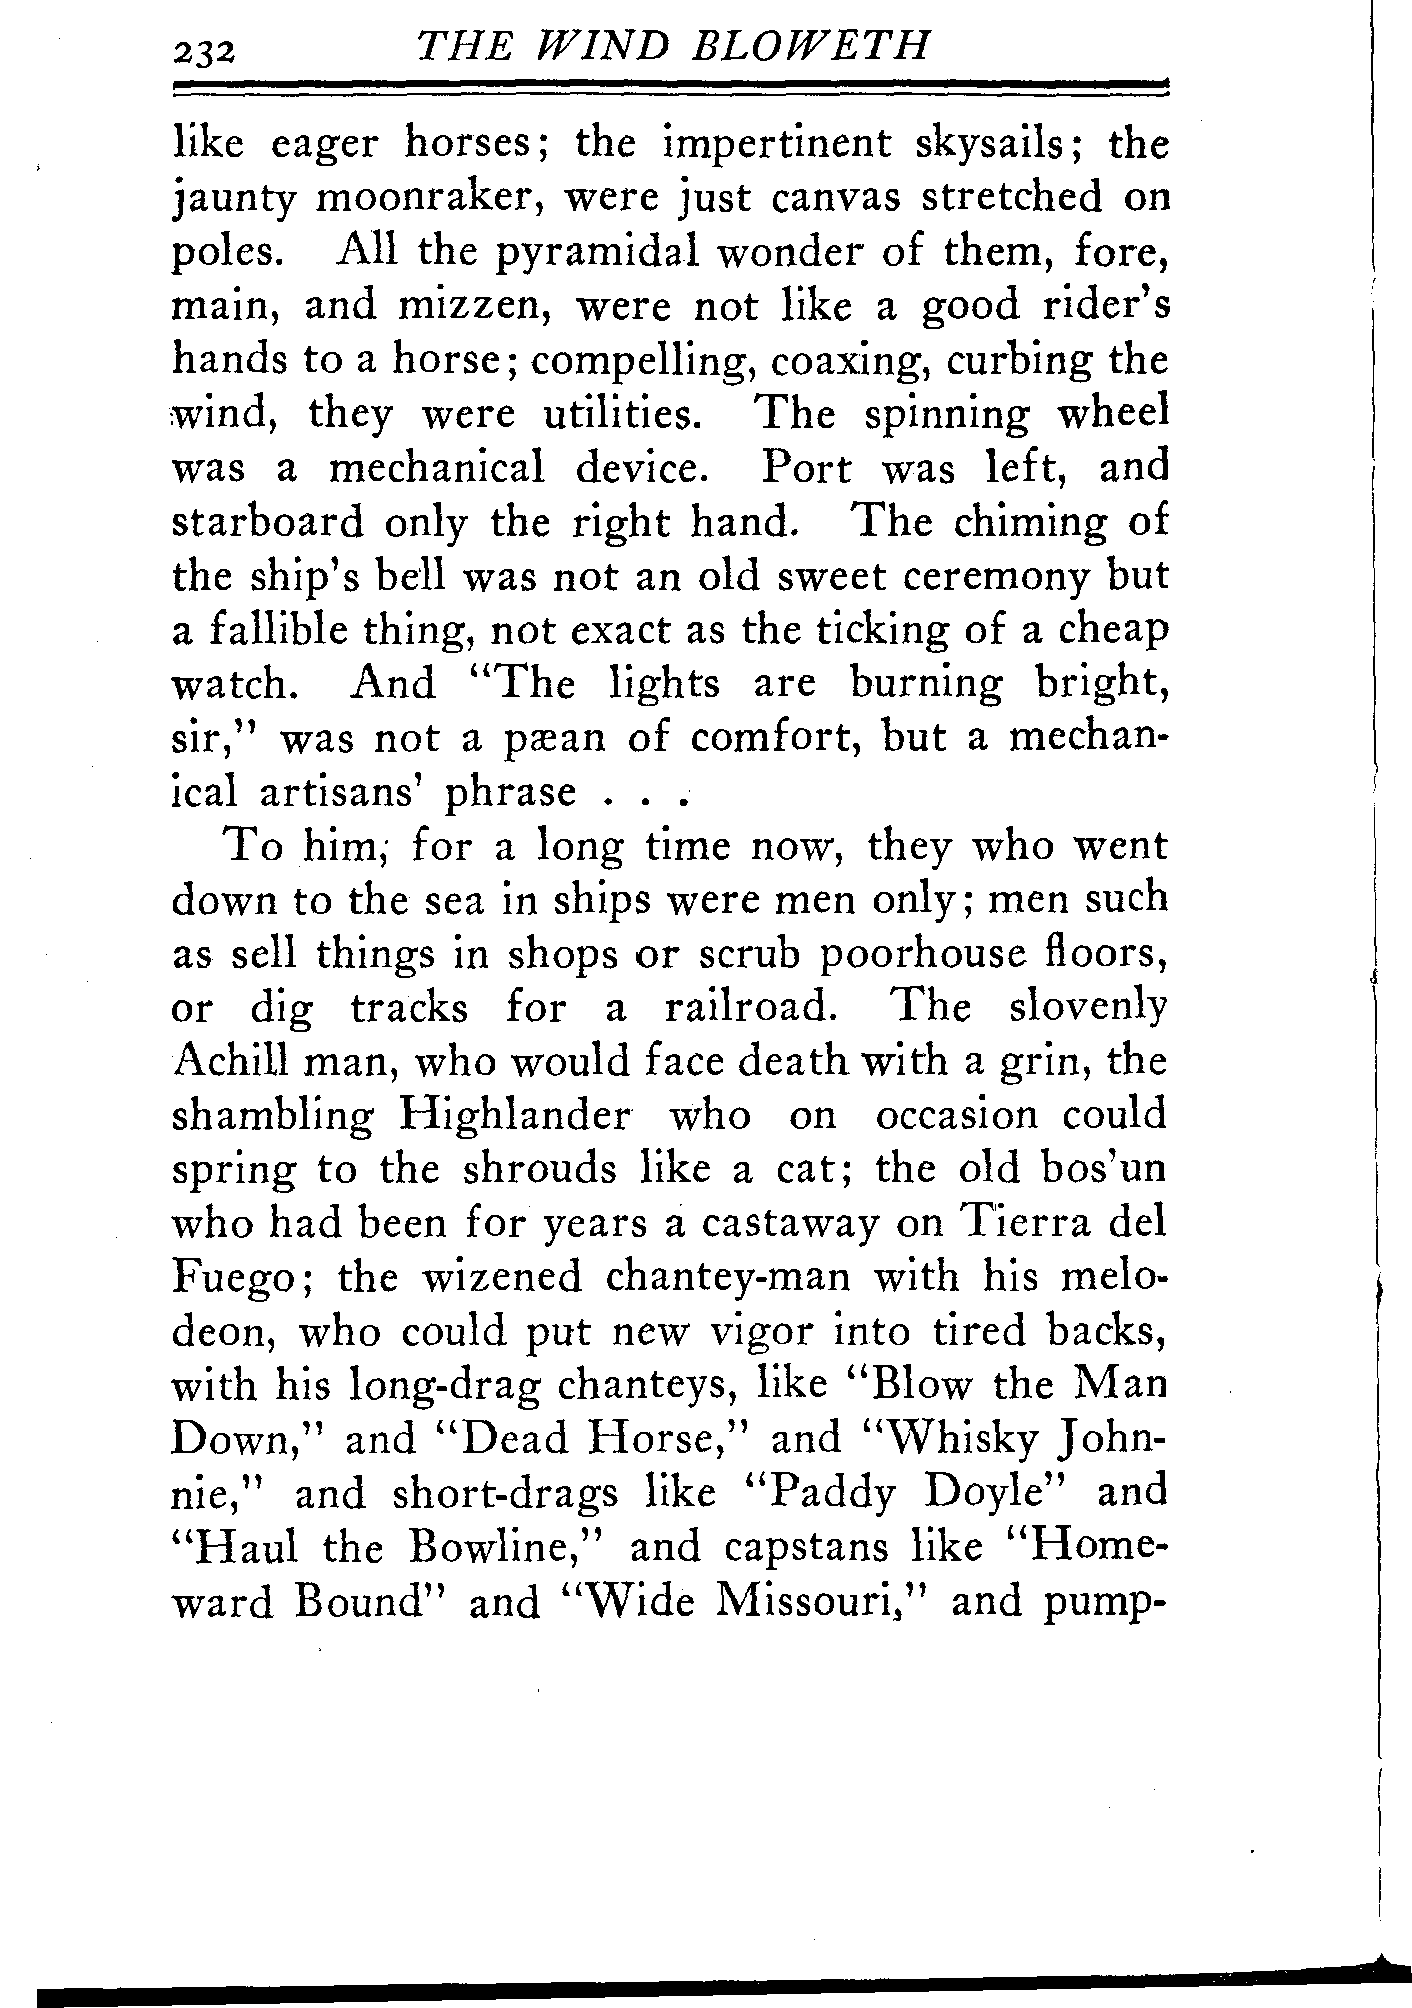 232 THE WIND BLOWETH
like eager horses; the impertinent skysails; the
jaunty moonraker, were just canvas stretched on
poles. All the pyramidal wonder of them, fore,
main, and mizzen, were not like a good rider's
hands to a horse; compelling, coaxing, curbing the
wind, they were utilities. The spinning wheel
was a mechanical device. Port was left, and
starboard only the right hand. The chiming of
the ship's bell was not an old sweet ceremony but
a fallible thing, not exact as the ticking of a cheap
watch. And "The lights are burning bright,
sir," was not a pæan of comfort, but a mechan-
ical artisans' phrase . . .
To him, for a long time now, they who went
down to the sea in ships were men only; men such
as sell things in shops or scrub poorhouse floors,
or dig tracks for a railroad. The slovenly
Achill man, who would face death with a grin, the
shambling Highlander who on occasion could
spring to the shrouds like a cat; the old bos'un
who had been for years a castaway on Tierra del
Fuego; the wizened chantey-man with his melo-
deon, who could put new vigor into tired backs,
with his long-drag chanteys, like "Blow the Man
Down," and "Dead Horse," and "Whisky John-
nie," and short-drags like "Paddy Doyle" and
"Haul the Bowline," and capstans like "Home-
ward Bound" and "Wide Missouri," and pump-